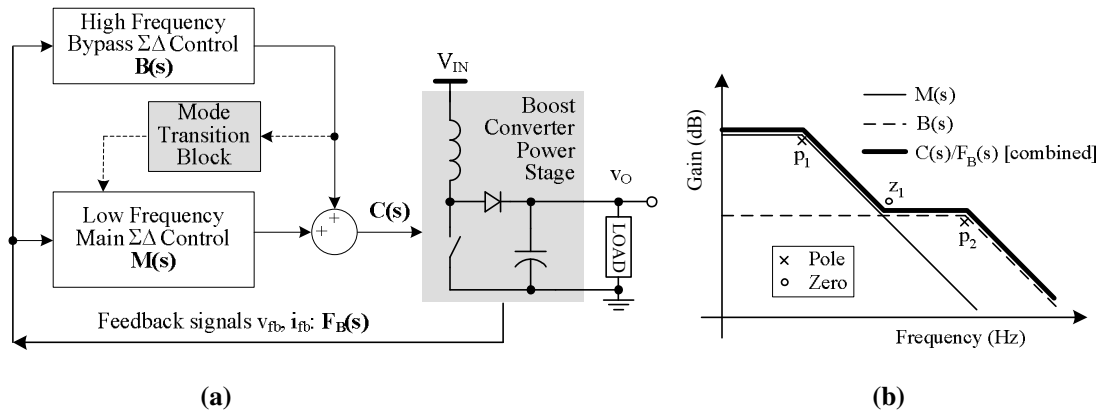 High Frequency
Bypass ΣΔ Control
B(s)
Mode
Transition
Block
Low Frequency
Main ΣΔ Control
M(s)
+
+
C(s)
V_IN
Boost
Converter
Power
Stage
v_O
LOAD
Feedback signals v_fb, i_fb: F_B(s)
(a)
Gain (dB)
M(s)
B(s)
C(s)/F_B(s) [combined]
p_1
z_1
p_2
Pole
Zero
Frequency (Hz)
(b)